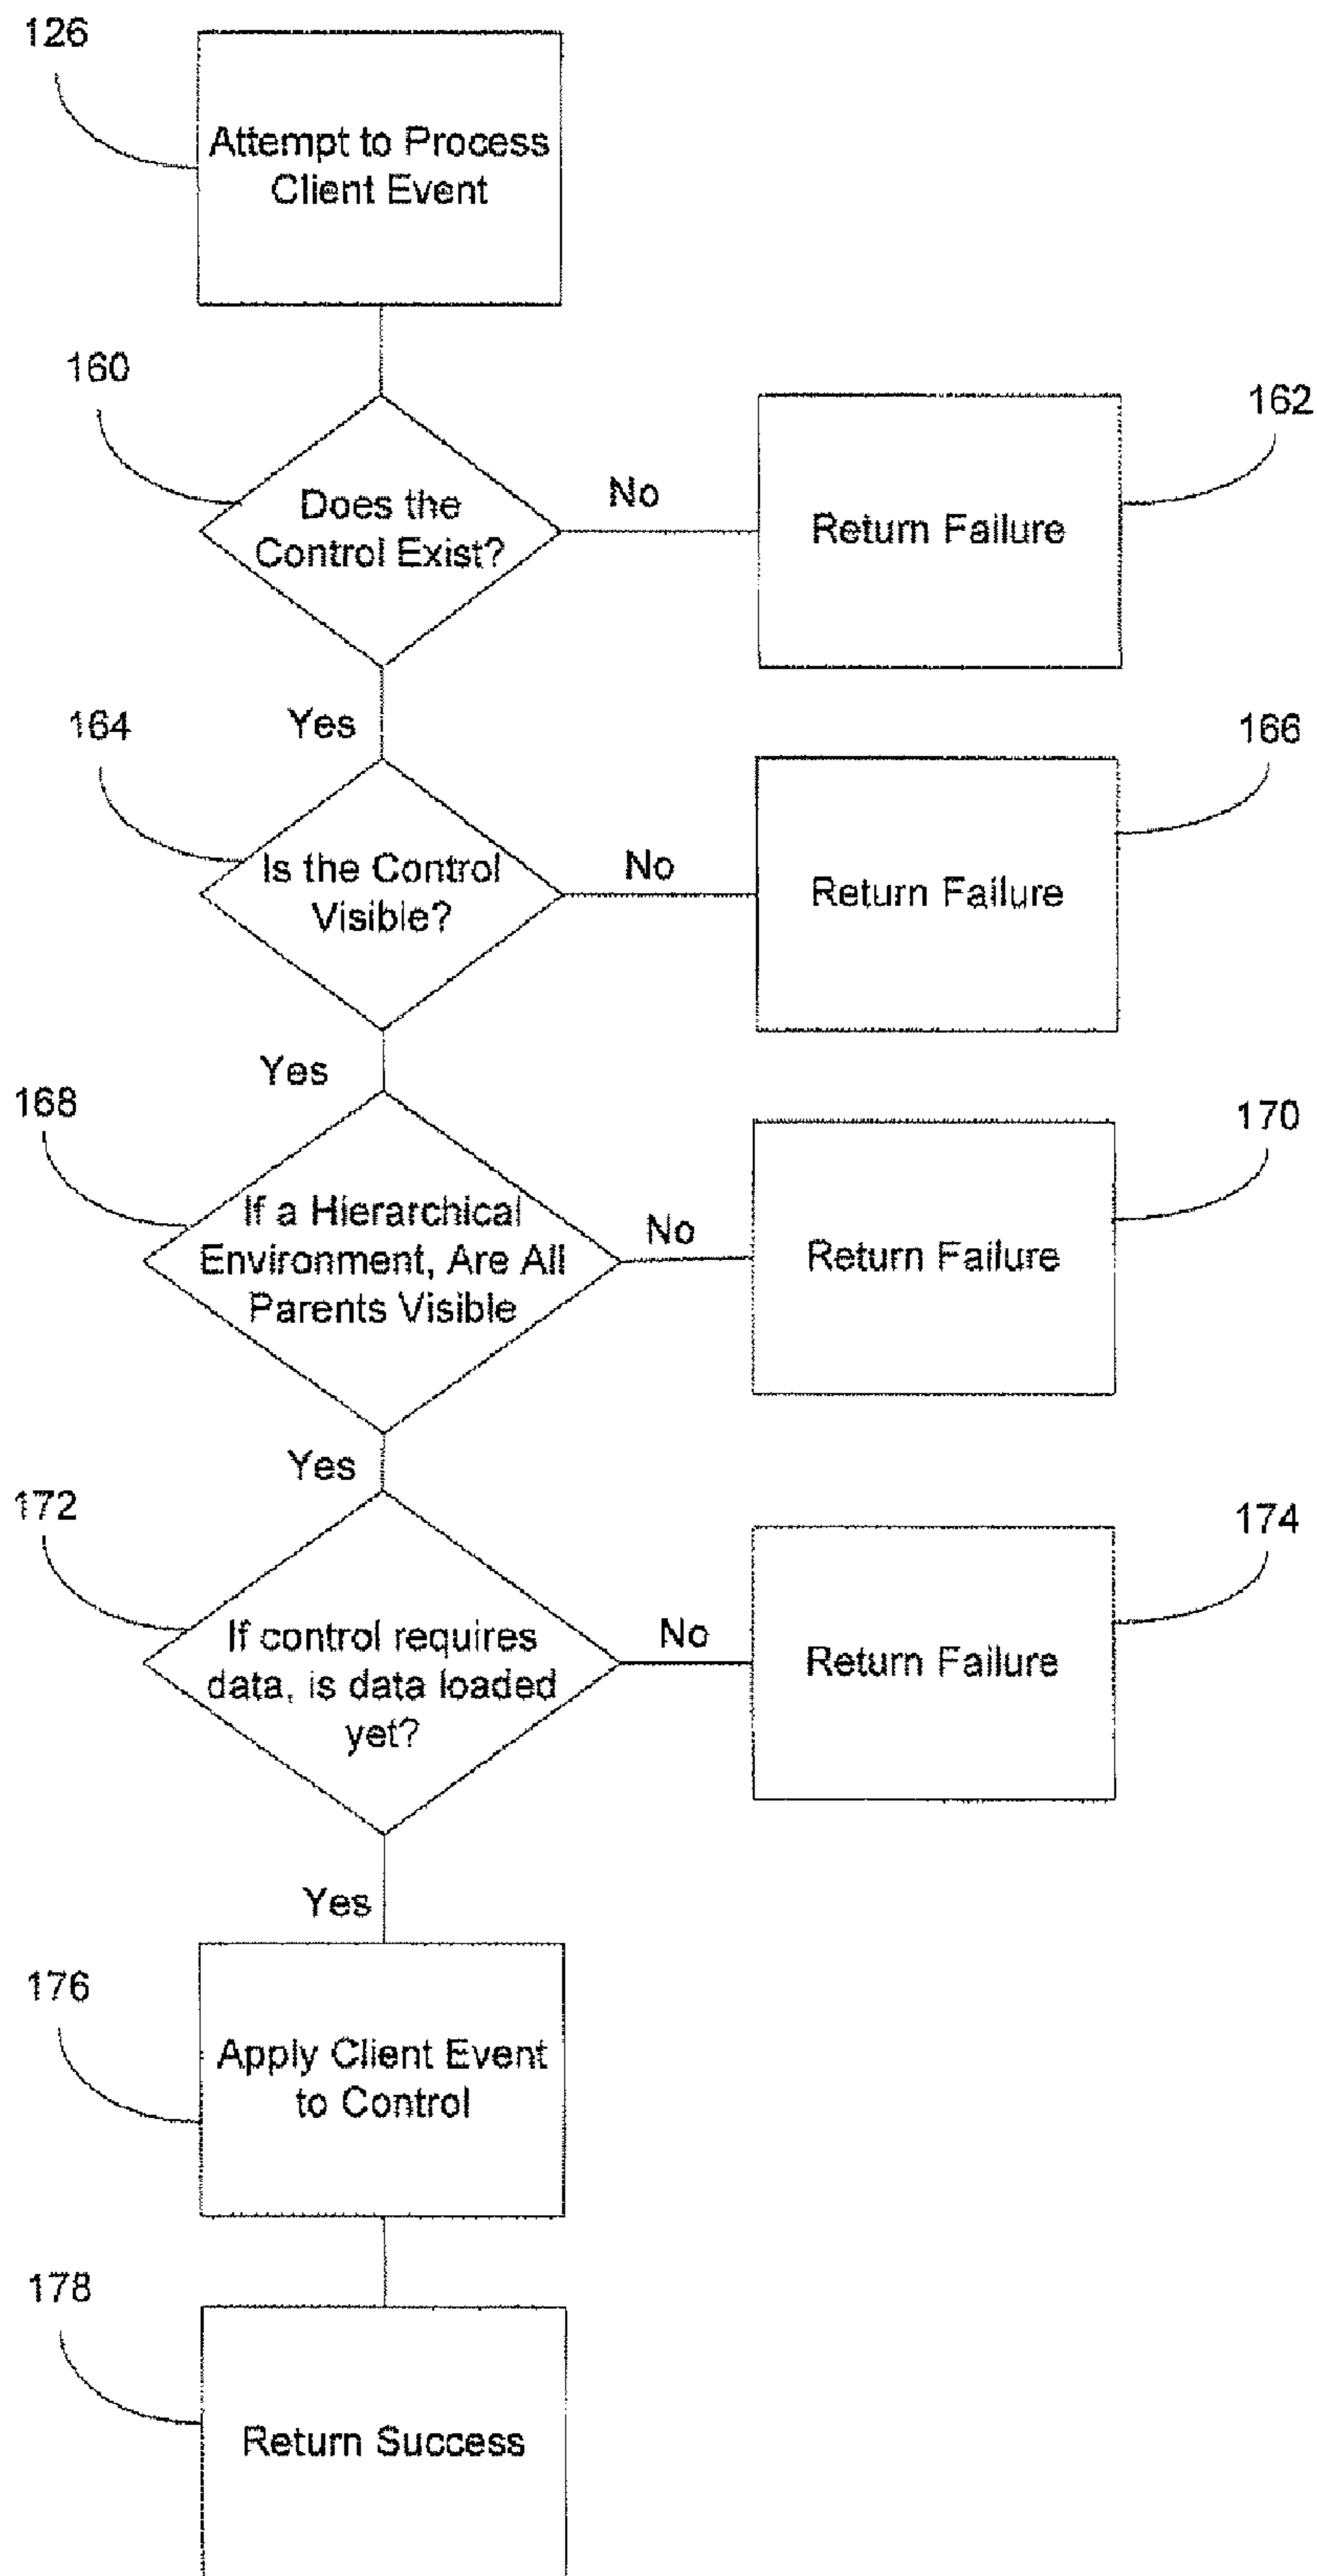 126
Attempt to Process
Client Event
160
Does the
Control Exist?
No
162
Return Failure
Yes
164
Is the Control
Visible?
No
166
Return Failure
Yes
168
If a Hierarchical
Environment, Are All
Parents Visible
No
170
Return Failure
Yes
172
If control requires
data, is data loaded
yet?
No
174
Return Failure
Yes
176
Apply Client Event
to Control
178
Return Success